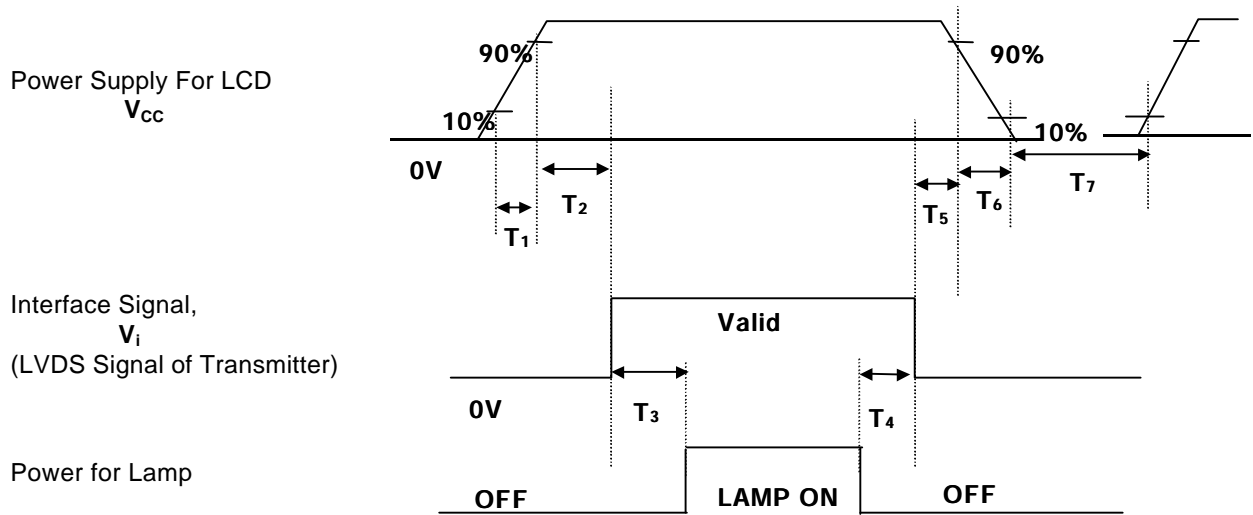 90%
90%
Power Supply For LCD
VCC
10%
10%
0V
T1
T2
T5
T6
T7
Interface Signal,
Vi
(LVDS Signal of Transmitter)
Valid
0V
T3
T4
Power for Lamp
OFF
LAMP ON
OFF